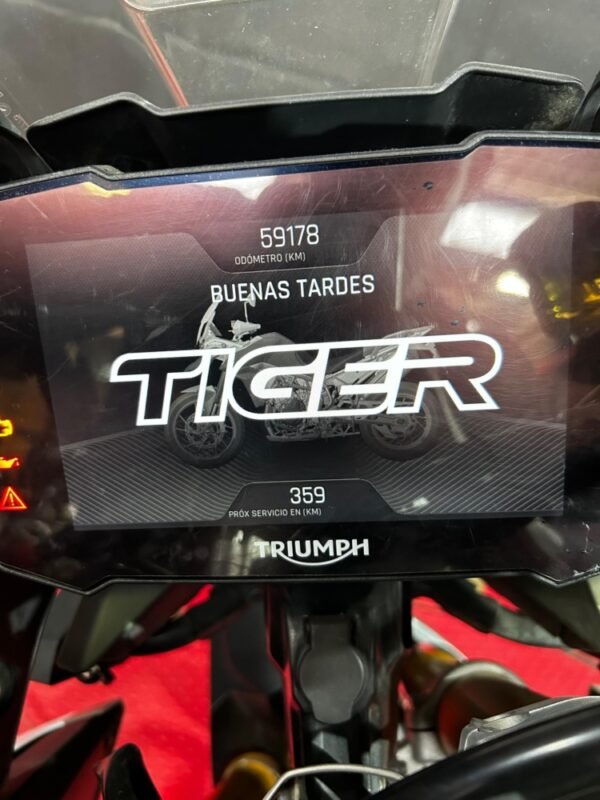 59178
ODÓMETRO (KM)
BUENAS TARDES
TIGER
359
PRÓX SERVICIO EN (KM)
TRIUMPH